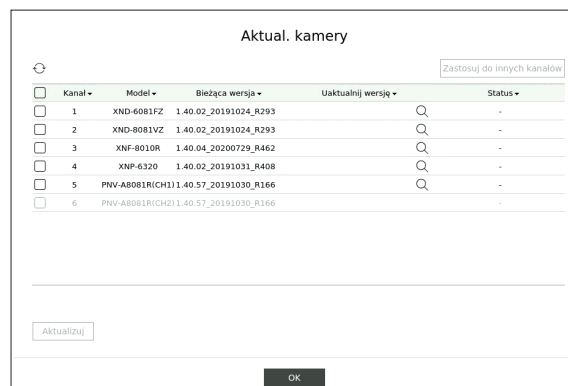 Aktual. kamery
Zastosuj do innych kanałów
Kanał Model Bieżąca wersja Uaktualnij wersję Status
1 XND-6081FZ 1.40.02_20191024_R293 -
2 XND-8081VZ 1.40.02_20191024_R293 -
3 XNF-8010R 1.40.04_20200729_R462 -
4 XNP-6320 1.40.02_20191031_R408 -
5 PNV-A8081R(CH1) 1.40.57_20191030_R166 -
6 PNV-A8081R(CH2) 1.40.57_20191030_R166 -
Aktualizuj
OK